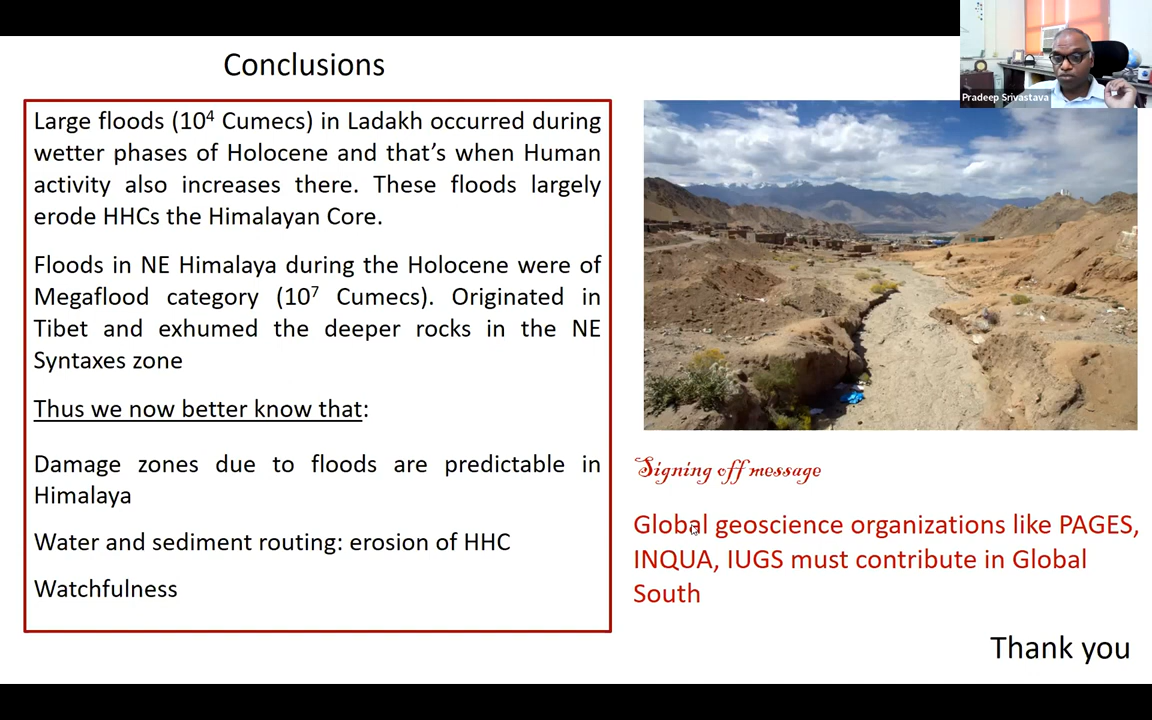 Conclusions
Large floods (10⁴ Cumecs) in Ladakh occurred during
wetter phases of Holocene and that's when Human
activity also increases there. These floods largely
erode HHCs the Himalayan Core.
Floods in NE Himalaya during the Holocene were of
Megaflood category (10⁷ Cumecs). Originated in
Tibet and exhumed the deeper rocks in the NE
Syntaxes zone
Thus we now better know that:
Damage zones due to floods are predictable in
Himalaya
Water and sediment routing: erosion of HHC
Watchfulness
Pradeep Srivastava
Signing off message
Global geoscience organizations like PAGES,
INQUA, IUGS must contribute in Global
South
Thank you